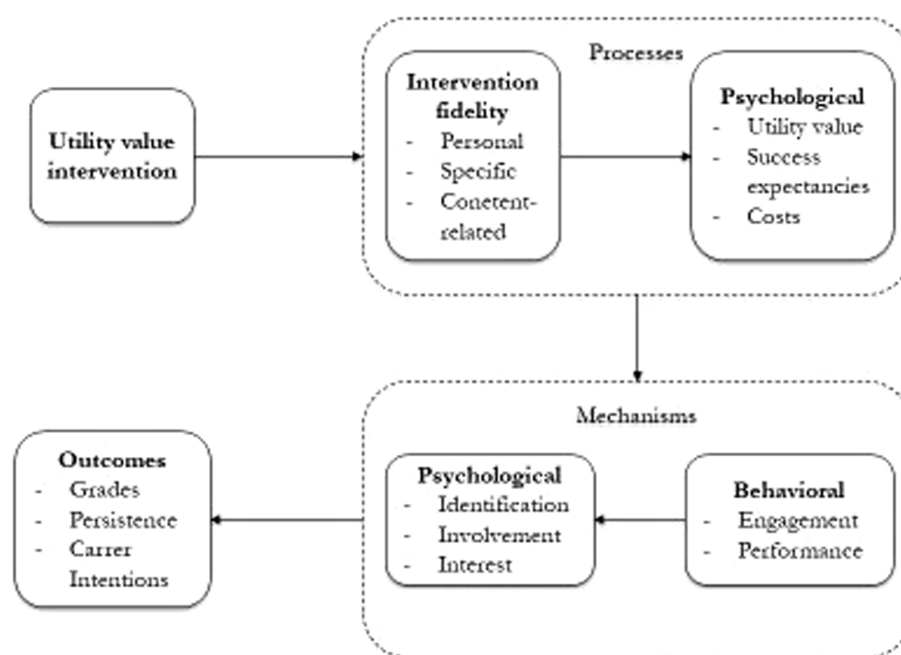 Processes
Utility value
intervention
Intervention
fidelity
- Personal
- Specific
- Conetent-
related
Psychological
- Utility value
- Success
expectancies
- Costs
Mechanisms
Outcomes
- Grades
- Persistence
- Carrer
Intentions
Psychological
- Identification
- Involvement
- Interest
Behavioral
- Engagement
- Performance